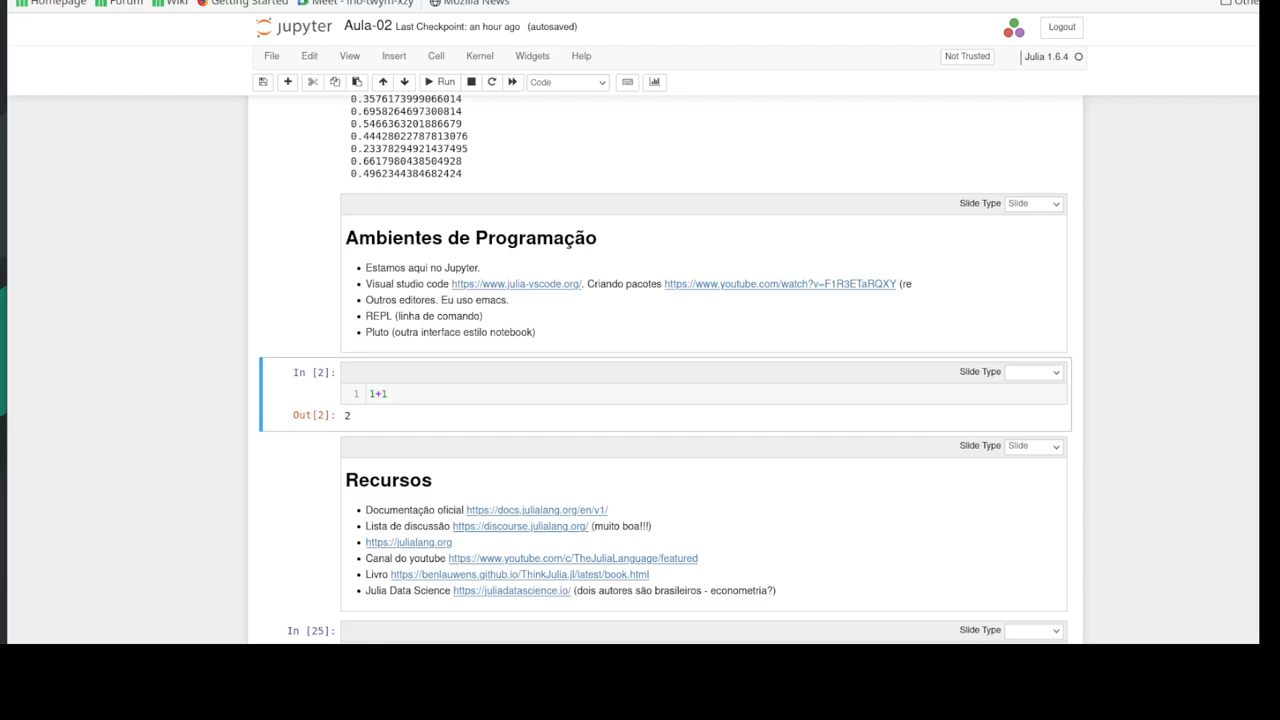 Homepage Forum Wiki Getting Started Meet - ino-twym-xzy Mozilla News Othe
jupyter Aula-02 Last Checkpoint: an hour ago (autosaved) Logout
File Edit View Insert Cell Kernel Widgets Help Not Trusted Julia 1.6.4
Run Code
0.3576173999066014
0.6958264697300814
0.5466363201886679
0.44428022787813076
0.23378294921437495
0.6617980438504928
0.4962344384682424
Slide Type Slide
Ambientes de Programação
• Estamos aqui no Jupyter.
• Visual studio code https://www.julia-vscode.org/. Criando pacotes https://www.youtube.com/watch?v=F1R3ETaRQXY (re
• Outros editores. Eu uso emacs.
• REPL (linha de comando)
• Pluto (outra interface estilo notebook)
In [2]: Slide Type
1 1+1
Out[2]: 2
Slide Type Slide
Recursos
• Documentação oficial https://docs.julialang.org/en/v1/
• Lista de discussão https://discourse.julialang.org/ (muito boa!!!)
• https://julialang.org
• Canal do youtube https://www.youtube.com/c/TheJuliaLanguage/featured
• Livro https://benlauwens.github.io/ThinkJulia.jl/latest/book.html
• Julia Data Science https://juliadatascience.io/ (dois autores são brasileiros - econometria?)
In [25]: Slide Type